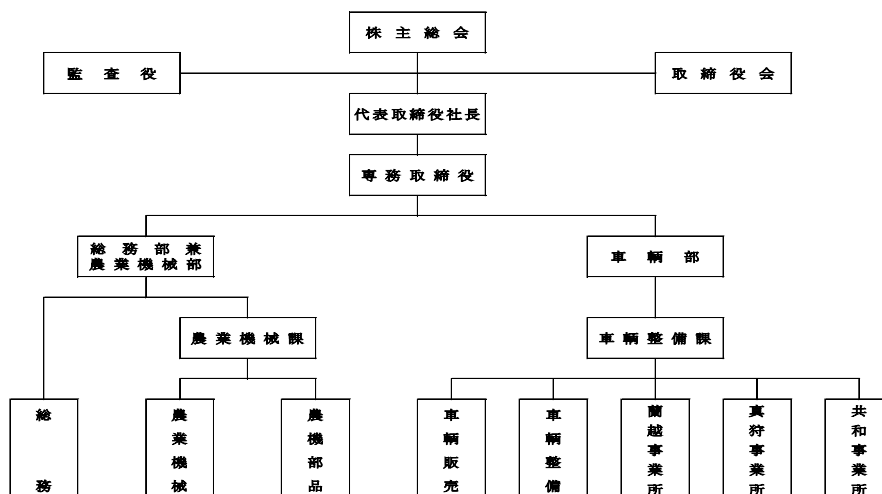 株主総会
監査役
取締役会
代表取締役社長
専務取締役
総務部兼
農業機械部
車輌部
農業機械課
車輌整備課
総務
農業機械
農機部品
車輌販売
車輌整備
蘭越事業所
真狩事業所
共和事業所